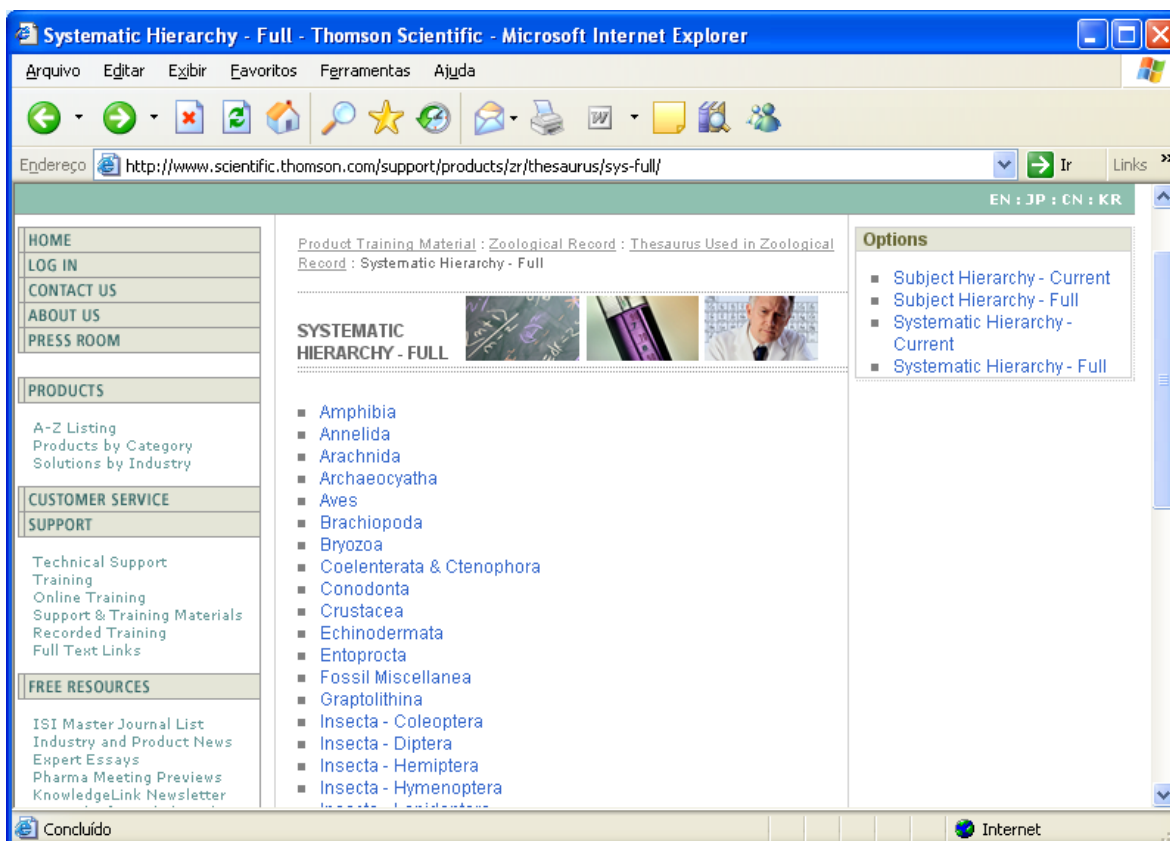 Systematic Hierarchy - Full - Thomson Scientific - Microsoft Internet Explorer
Arquivo Editar Exibir Favoritos Ferramentas Ajuda
Endereço http://www.scientific.thomson.com/support/products/zr/thesaurus/sys-full/ Ir Links »
EN : JP : CN : KR
HOME
LOG IN
CONTACT US
ABOUT US
PRESS ROOM
PRODUCTS
A-Z Listing
Products by Category
Solutions by Industry
CUSTOMER SERVICE
SUPPORT
Technical Support
Training
Online Training
Support & Training Materials
Recorded Training
Full Text Links
FREE RESOURCES
ISI Master Journal List
Industry and Product News
Expert Essays
Pharma Meeting Previews
KnowledgeLink Newsletter
Product Training Material : Zoological Record : Thesaurus Used in Zoological
Record : Systematic Hierarchy - Full
SYSTEMATIC
HIERARCHY - FULL
Amphibia
Annelida
Arachnida
Archaeocyatha
Aves
Brachiopoda
Bryozoa
Coelenterata & Ctenophora
Conodonta
Crustacea
Echinodermata
Entoprocta
Fossil Miscellanea
Graptolithina
Insecta - Coleoptera
Insecta - Diptera
Insecta - Hemiptera
Insecta - Hymenoptera
Options
Subject Hierarchy - Current
Subject Hierarchy - Full
Systematic Hierarchy -
Current
Systematic Hierarchy - Full
Concluído Internet